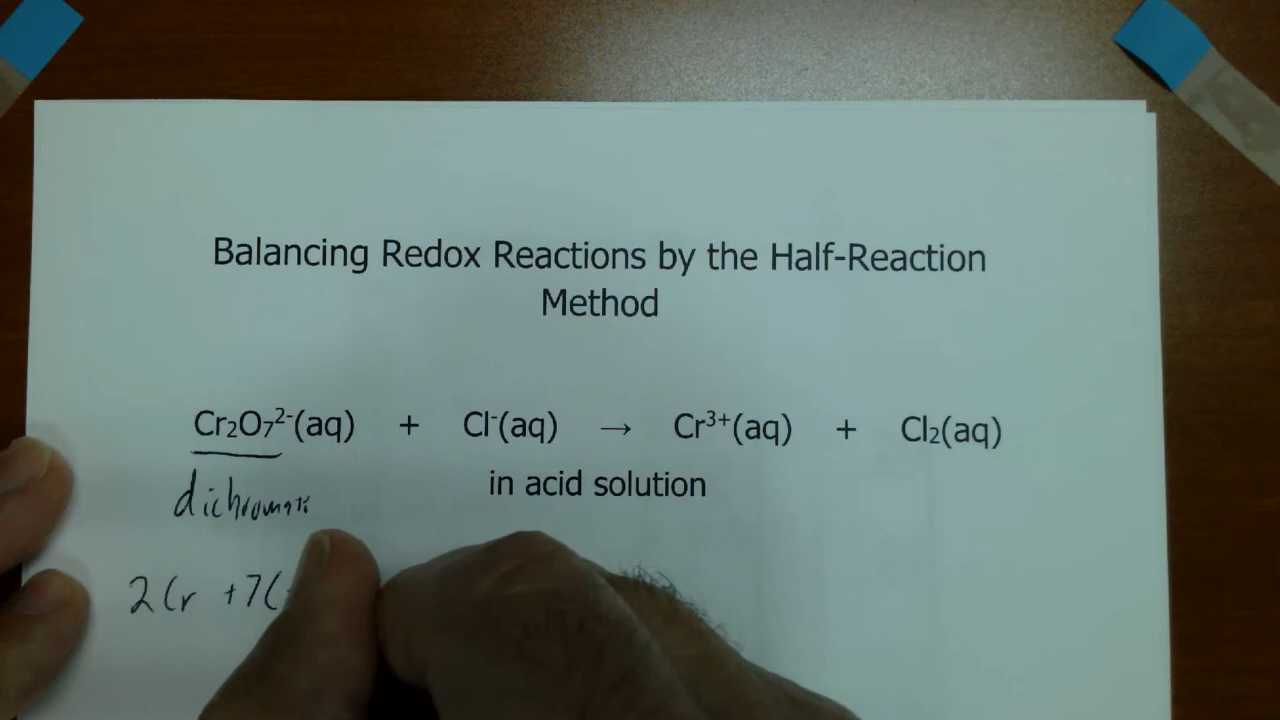 Balancing Redox Reactions by the Half-Reaction
Method
Cr₂O₇²⁻(aq) + Cl⁻(aq) → Cr³⁺(aq) + Cl₂(aq)
in acid solution
dichromate
2Cr +7(